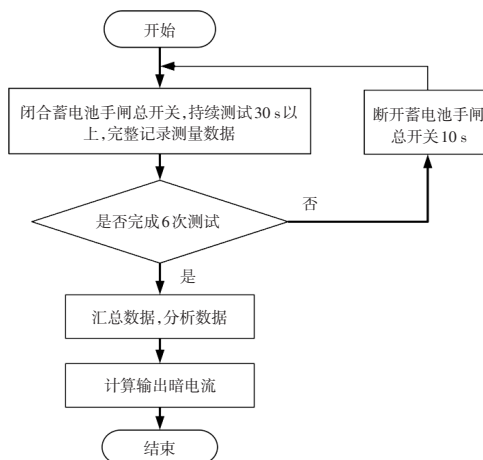 开始
闭合蓄电池手闸总开关,持续测试30 s以
上,完整记录测量数据
断开蓄电池手闸
总开关10 s
是否完成6次测试
否
是
汇总数据,分析数据
计算输出暗电流
结束